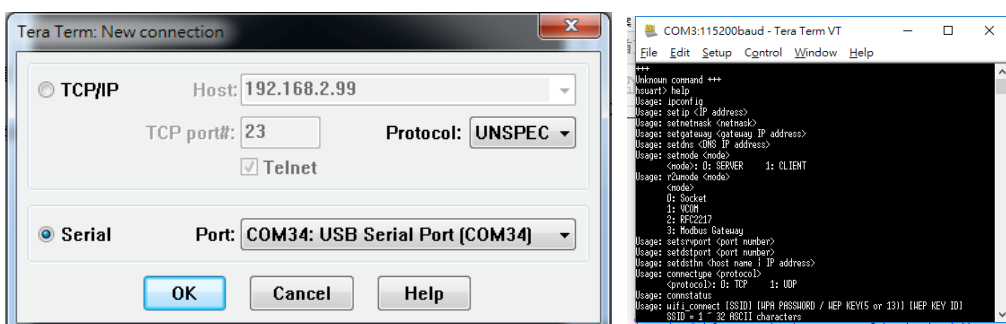 Tera Term: New connection
TCP/IP
Host: 192.168.2.99
TCP port#: 23
Protocol: UNSPEC
Telnet
Serial
Port: COM34: USB Serial Port (COM34)
OK
Cancel
Help
COM3:115200baud - Tera Term VT
File Edit Setup Control Window Help
+++
Unknown command +++
hsuart> help
Usage: ipconfig
Usage: setip <IP address>
Usage: setnetmask <netmask>
Usage: setgateway <gateway IP address>
Usage: setdns <DNS IP address>
Usage: setmode <mode>
<mode>: 0: SERVER 1: CLIENT
Usage: r2wmode <mode>
<mode>
0: Socket
1: VCOM
2: RFC2217
3: Modbus Gateway
Usage: setsrvport <port number>
Usage: setdstport <port number>
Usage: setdsthn <host name | IP address>
Usage: connectype <protocol>
<protocol>: 0: TCP 1: UDP
Usage: connstatus
Usage: wifi_connect [SSID] [WPA PASSWORD / WEP KEY(5 or 13)] [WEP KEY ID]
SSID = 1 ~ 32 ASCII characters